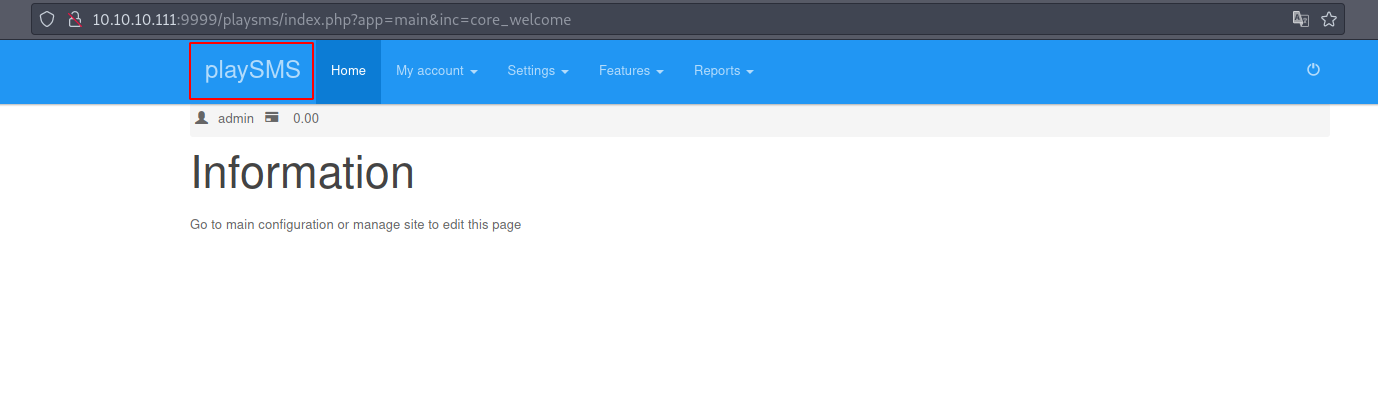 10.10.10.111:9999/playsms/index.php?app=main&inc=core_welcome
playSMS Home My account Settings Features Reports
admin 0.00
Information
Go to main configuration or manage site to edit this page